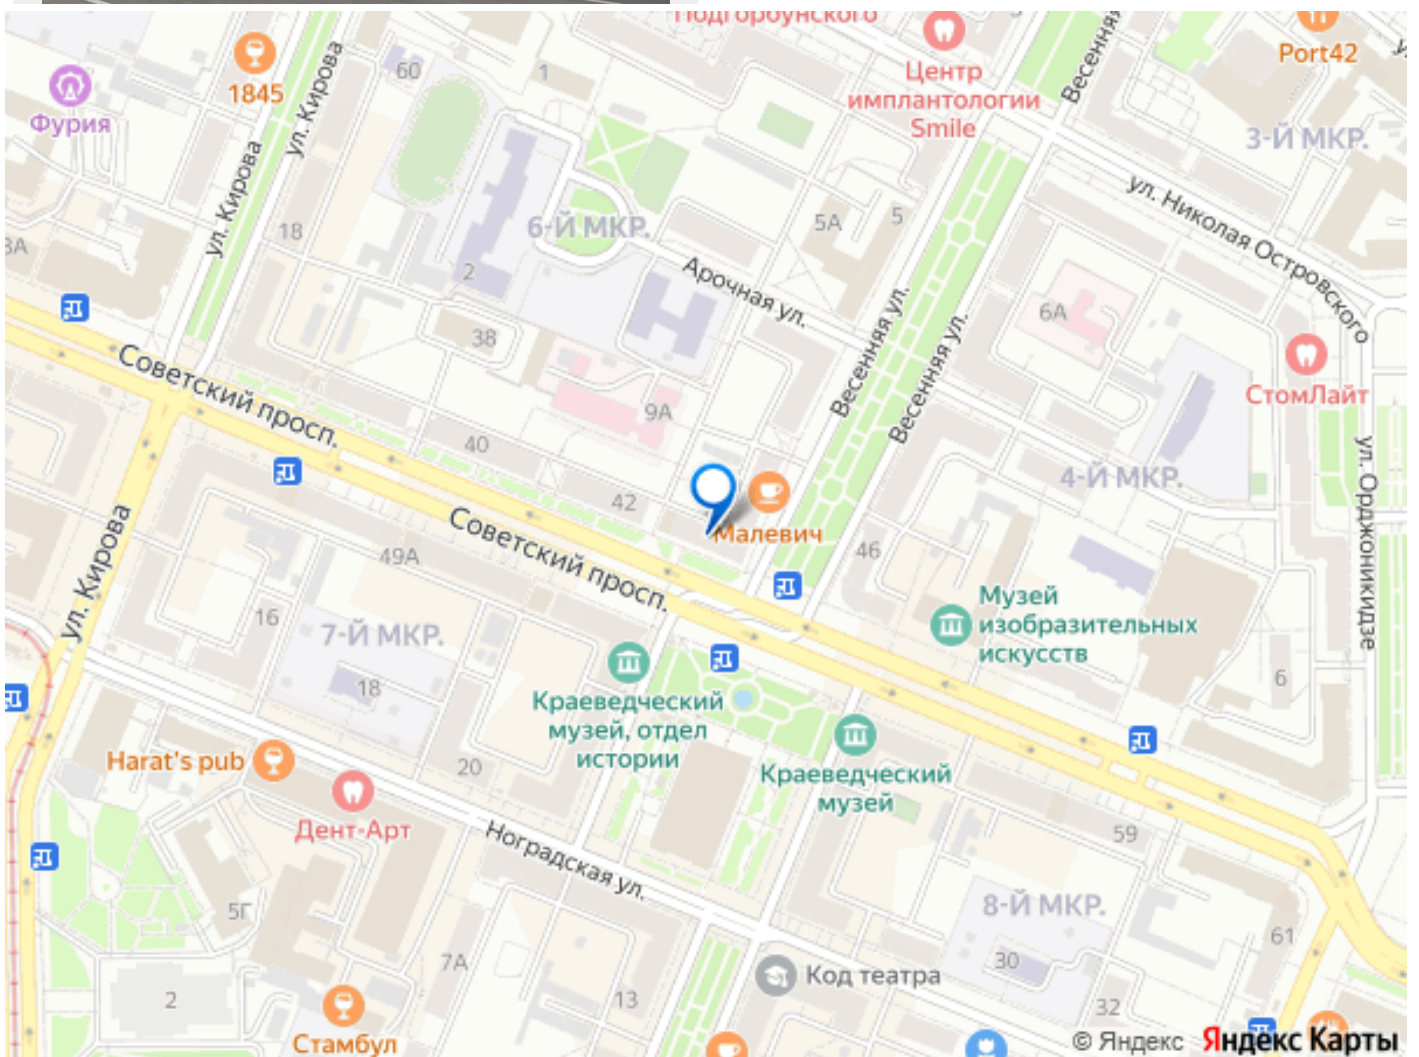 Подгорбунского
Центр
имплантологии
Smile
Port42
60
1
1845
Фурия
ул. Кирова
ул. Кирова
Весенняя
3-Й МКР.
ул. Николая Островского
18
6-Й МКР.
5А
5
2
Арочная ул.
6А
38
Весенняя ул.
Весенняя ул.
СтомЛайт
Советский просп.
9А
40
42
4-Й МКР.
ул. Орджоникидзе
Малевич
46
Советский просп.
49А
ул. Кирова
16
7-Й МКР.
Музей
изобразительных
искусств
18
6
Краеведческий
музей, отдел
истории
Harat's pub
20
Краеведческий
музей
Дент-Арт
59
Ноградская ул.
5Г
8-Й МКР.
61
7А
30
Код театра
2
13
32
Стамбул
© Яндекс Яндекс Карты